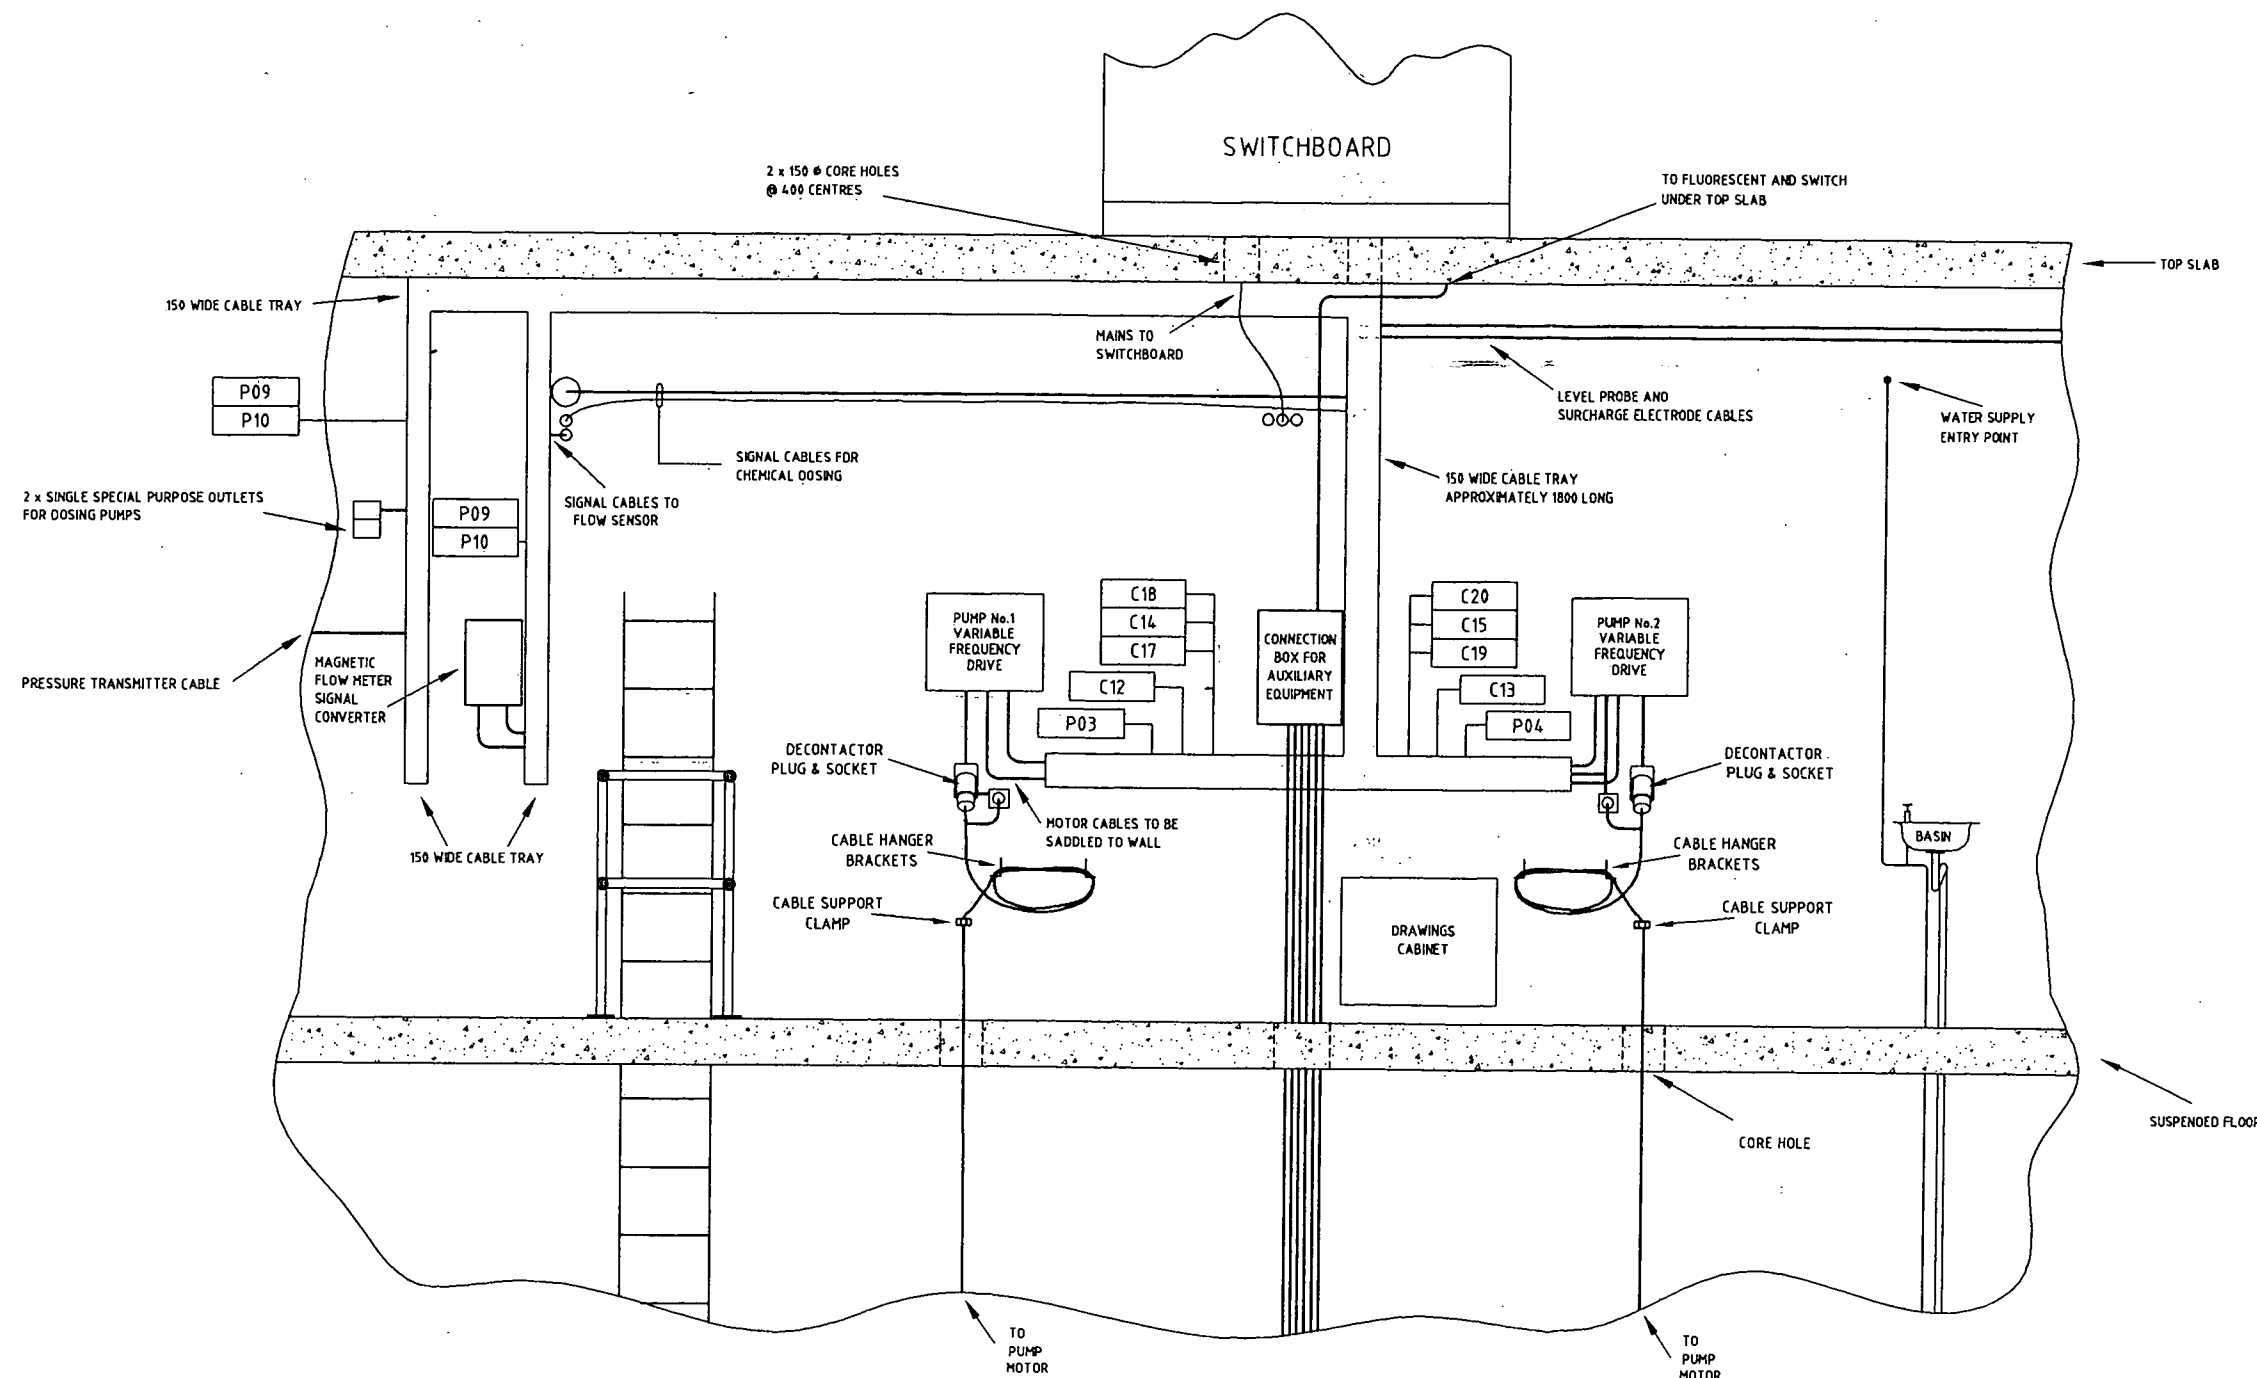 SWITCHBOARD
2 x 150 Ø CORE HOLES
@ 400 CENTRES
TO FLUORESCENT AND SWITCH
UNDER TOP SLAB
TOP SLAB
150 WIDE CABLE TRAY
MAINS TO
SWITCHBOARD
P09
P10
LEVEL PROBE AND
SURCHARGE ELECTRODE CABLES
WATER SUPPLY
ENTRY POINT
SIGNAL CABLES FOR
CHEMICAL DOSING
150 WIDE CABLE TRAY
APPROXIMATELY 1800 LONG
2 x SINGLE SPECIAL PURPOSE OUTLETS
FOR DOSING PUMPS
SIGNAL CABLES TO
FLOW SENSOR
P09
P10
C18
C14
C17
C20
C15
C19
PUMP No.1
VARIABLE
FREQUENCY
DRIVE
CONNECTION
BOX FOR
AUXILIARY
EQUIPMENT
PUMP No.2
VARIABLE
FREQUENCY
DRIVE
C12
C13
P03
P04
PRESSURE TRANSMITTER CABLE
MAGNETIC
FLOW METER
SIGNAL
CONVERTER
DECONTACTOR
PLUG & SOCKET
DECONTACTOR
PLUG & SOCKET
MOTOR CABLES TO BE
SADDLED TO WALL
BASIN
150 WIDE CABLE TRAY
CABLE HANGER
BRACKETS
CABLE HANGER
BRACKETS
CABLE SUPPORT
CLAMP
CABLE SUPPORT
CLAMP
DRAWINGS
CABINET
SUSPENDED FLOOR
CORE HOLE
TO
PUMP
MOTOR
TO
PUMP
MOTOR